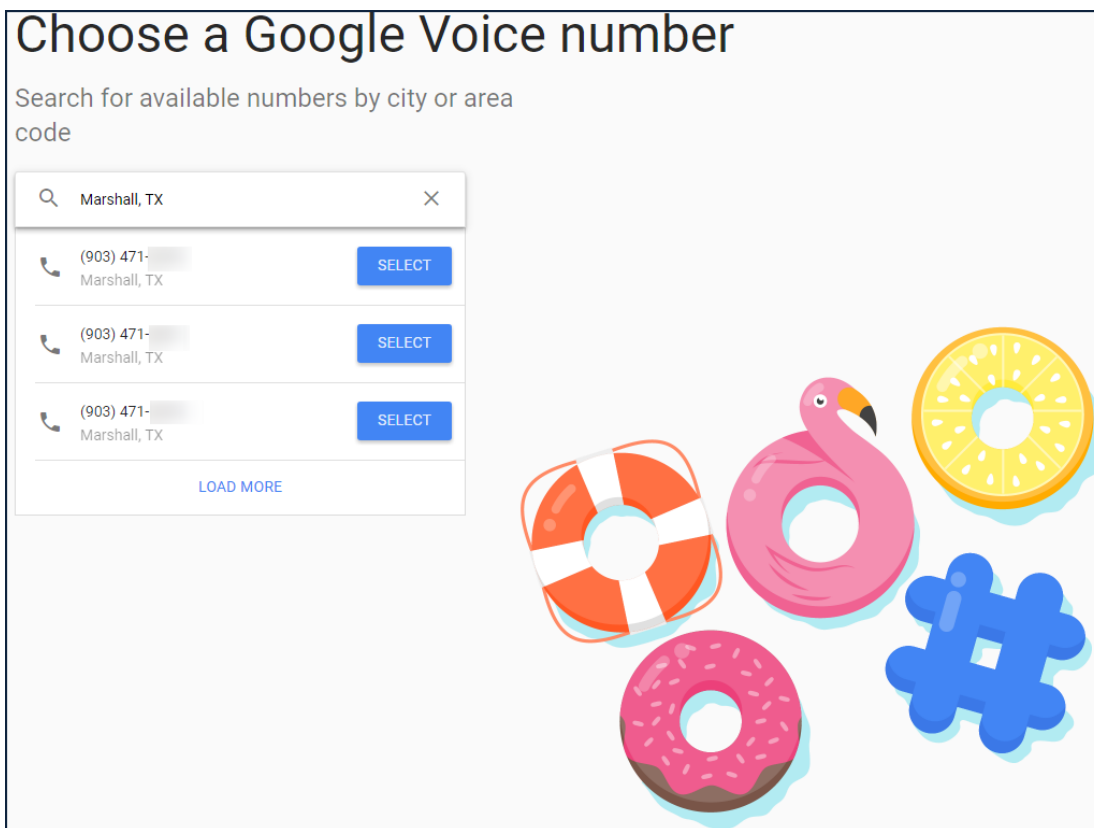 Choose a Google Voice number
Search for available numbers by city or area
code
Marshall, TX
(903) 471-
SELECT
Marshall, TX
(903) 471-
SELECT
Marshall, TX
(903) 471-
SELECT
Marshall, TX
LOAD MORE